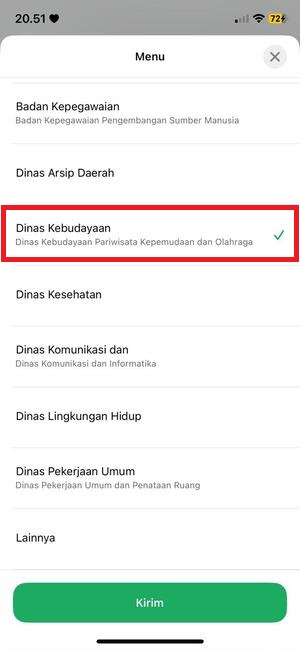 20.51
72
Menu
Badan Kepegawaian
Badan Kepegawaian Pengembangan Sumber Manusia
Dinas Arsip Daerah
Dinas Kebudayaan
Dinas Kebudayaan Pariwisata Kepemudaan dan Olahraga
Dinas Kesehatan
Dinas Komunikasi dan
Dinas Komunikasi dan Informatika
Dinas Lingkungan Hidup
Dinas Pekerjaan Umum
Dinas Pekerjaan Umum dan Penataan Ruang
Lainnya
Kirim